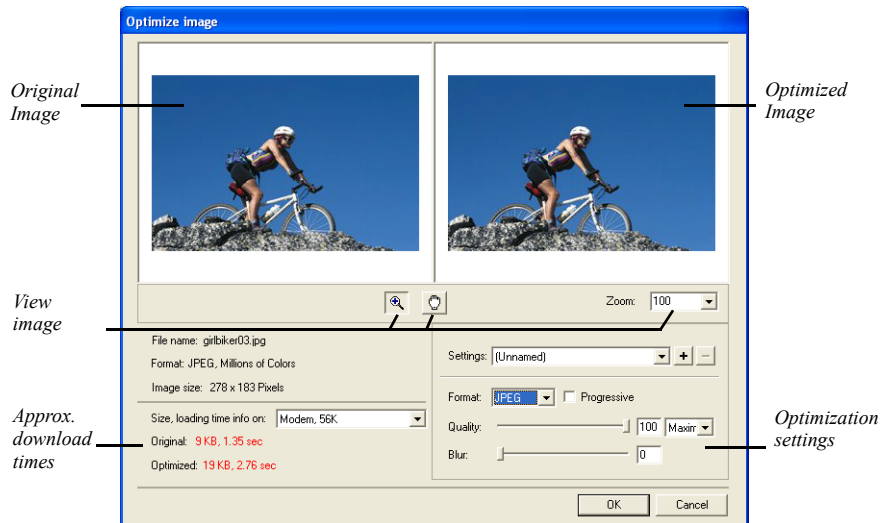 Optimize image
Original
Image
Optimized
Image
View
image
Zoom: 100
File name: girlbiker03.jpg
Format: JPEG, Millions of Colors
Image size: 278 x 183 Pixels
Settings: (Unnamed)
Format: JPEG Progressive
Approx.
download
times
Size, loading time info on: Modem, 56K
Original: 9 KB, 1.35 sec
Optimized: 19 KB, 2.76 sec
Quality: 100 Maxim
Blur: 0
Optimization
settings
OK Cancel